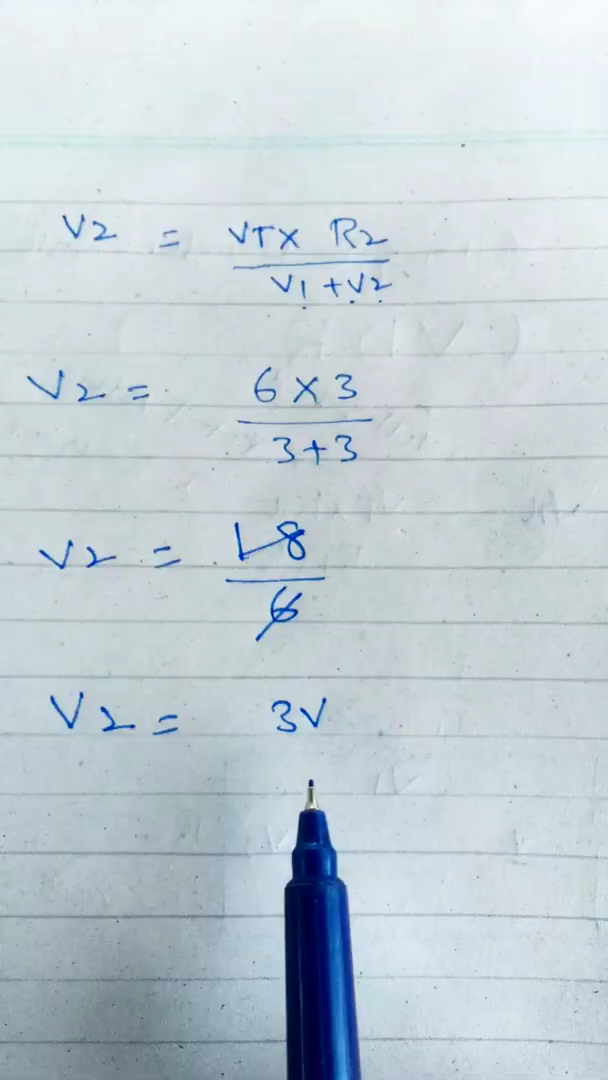 V2 = VT X R2
V1 + V2
V2 = 6 X 3
3 + 3
V2 = 18
6
V2 = 3V